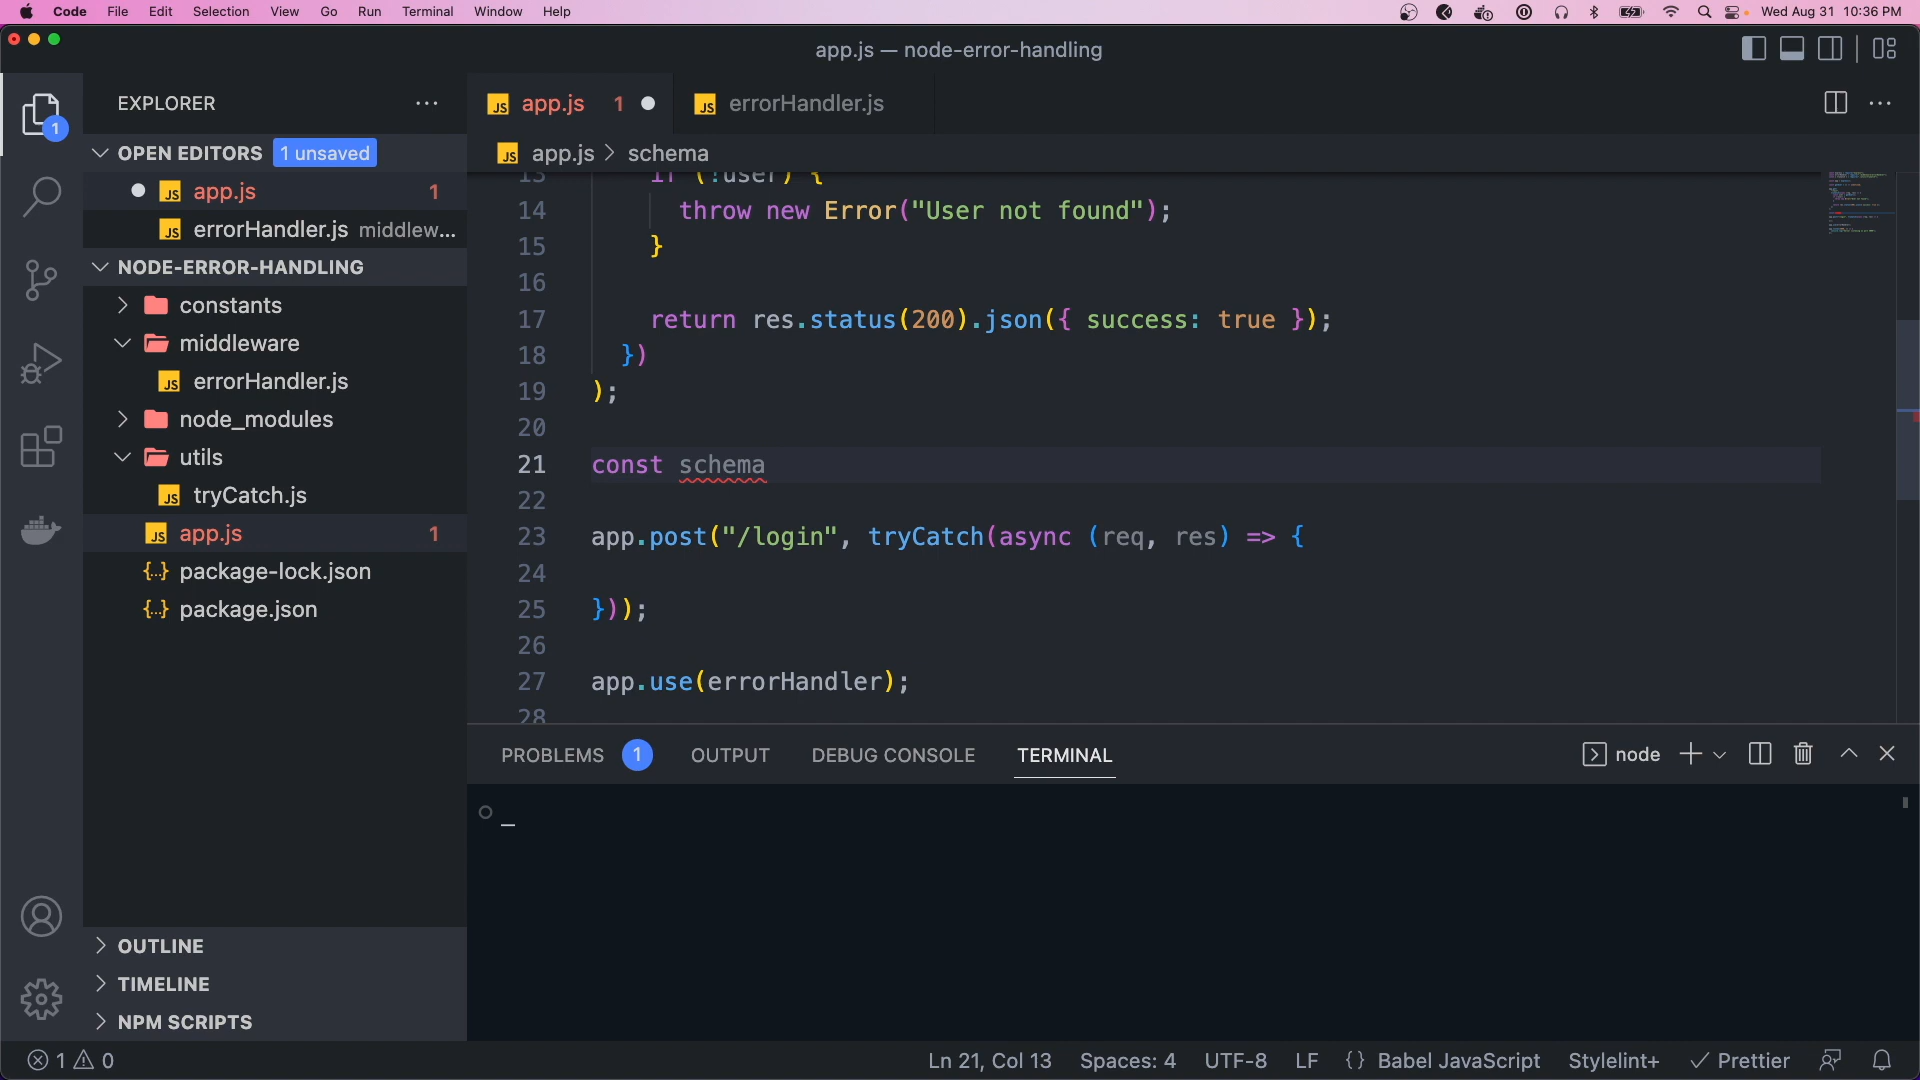 Code File Edit Selection View Go Run Terminal Window Help Wed Aug 31 10:36 PM
app.js — node-error-handling
EXPLORER
OPEN EDITORS 1 unsaved
app.js 1
errorHandler.js middlew...
NODE-ERROR-HANDLING
constants
middleware
errorHandler.js
node_modules
utils
tryCatch.js
app.js 1
package-lock.json
package.json
OUTLINE
TIMELINE
NPM SCRIPTS
1
app.js 1 errorHandler.js
app.js > schema
13 if (!user) {
14 throw new Error("User not found");
15 }
16
17 return res.status(200).json({ success: true });
18 })
19 );
20
21 const schema
22
23 app.post("/login", tryCatch(async (req, res) => {
24
25 }));
26
27 app.use(errorHandler);
28
PROBLEMS 1 OUTPUT DEBUG CONSOLE TERMINAL node
1 0 Ln 21, Col 13 Spaces: 4 UTF-8 LF {} Babel JavaScript Stylelint+ Prettier